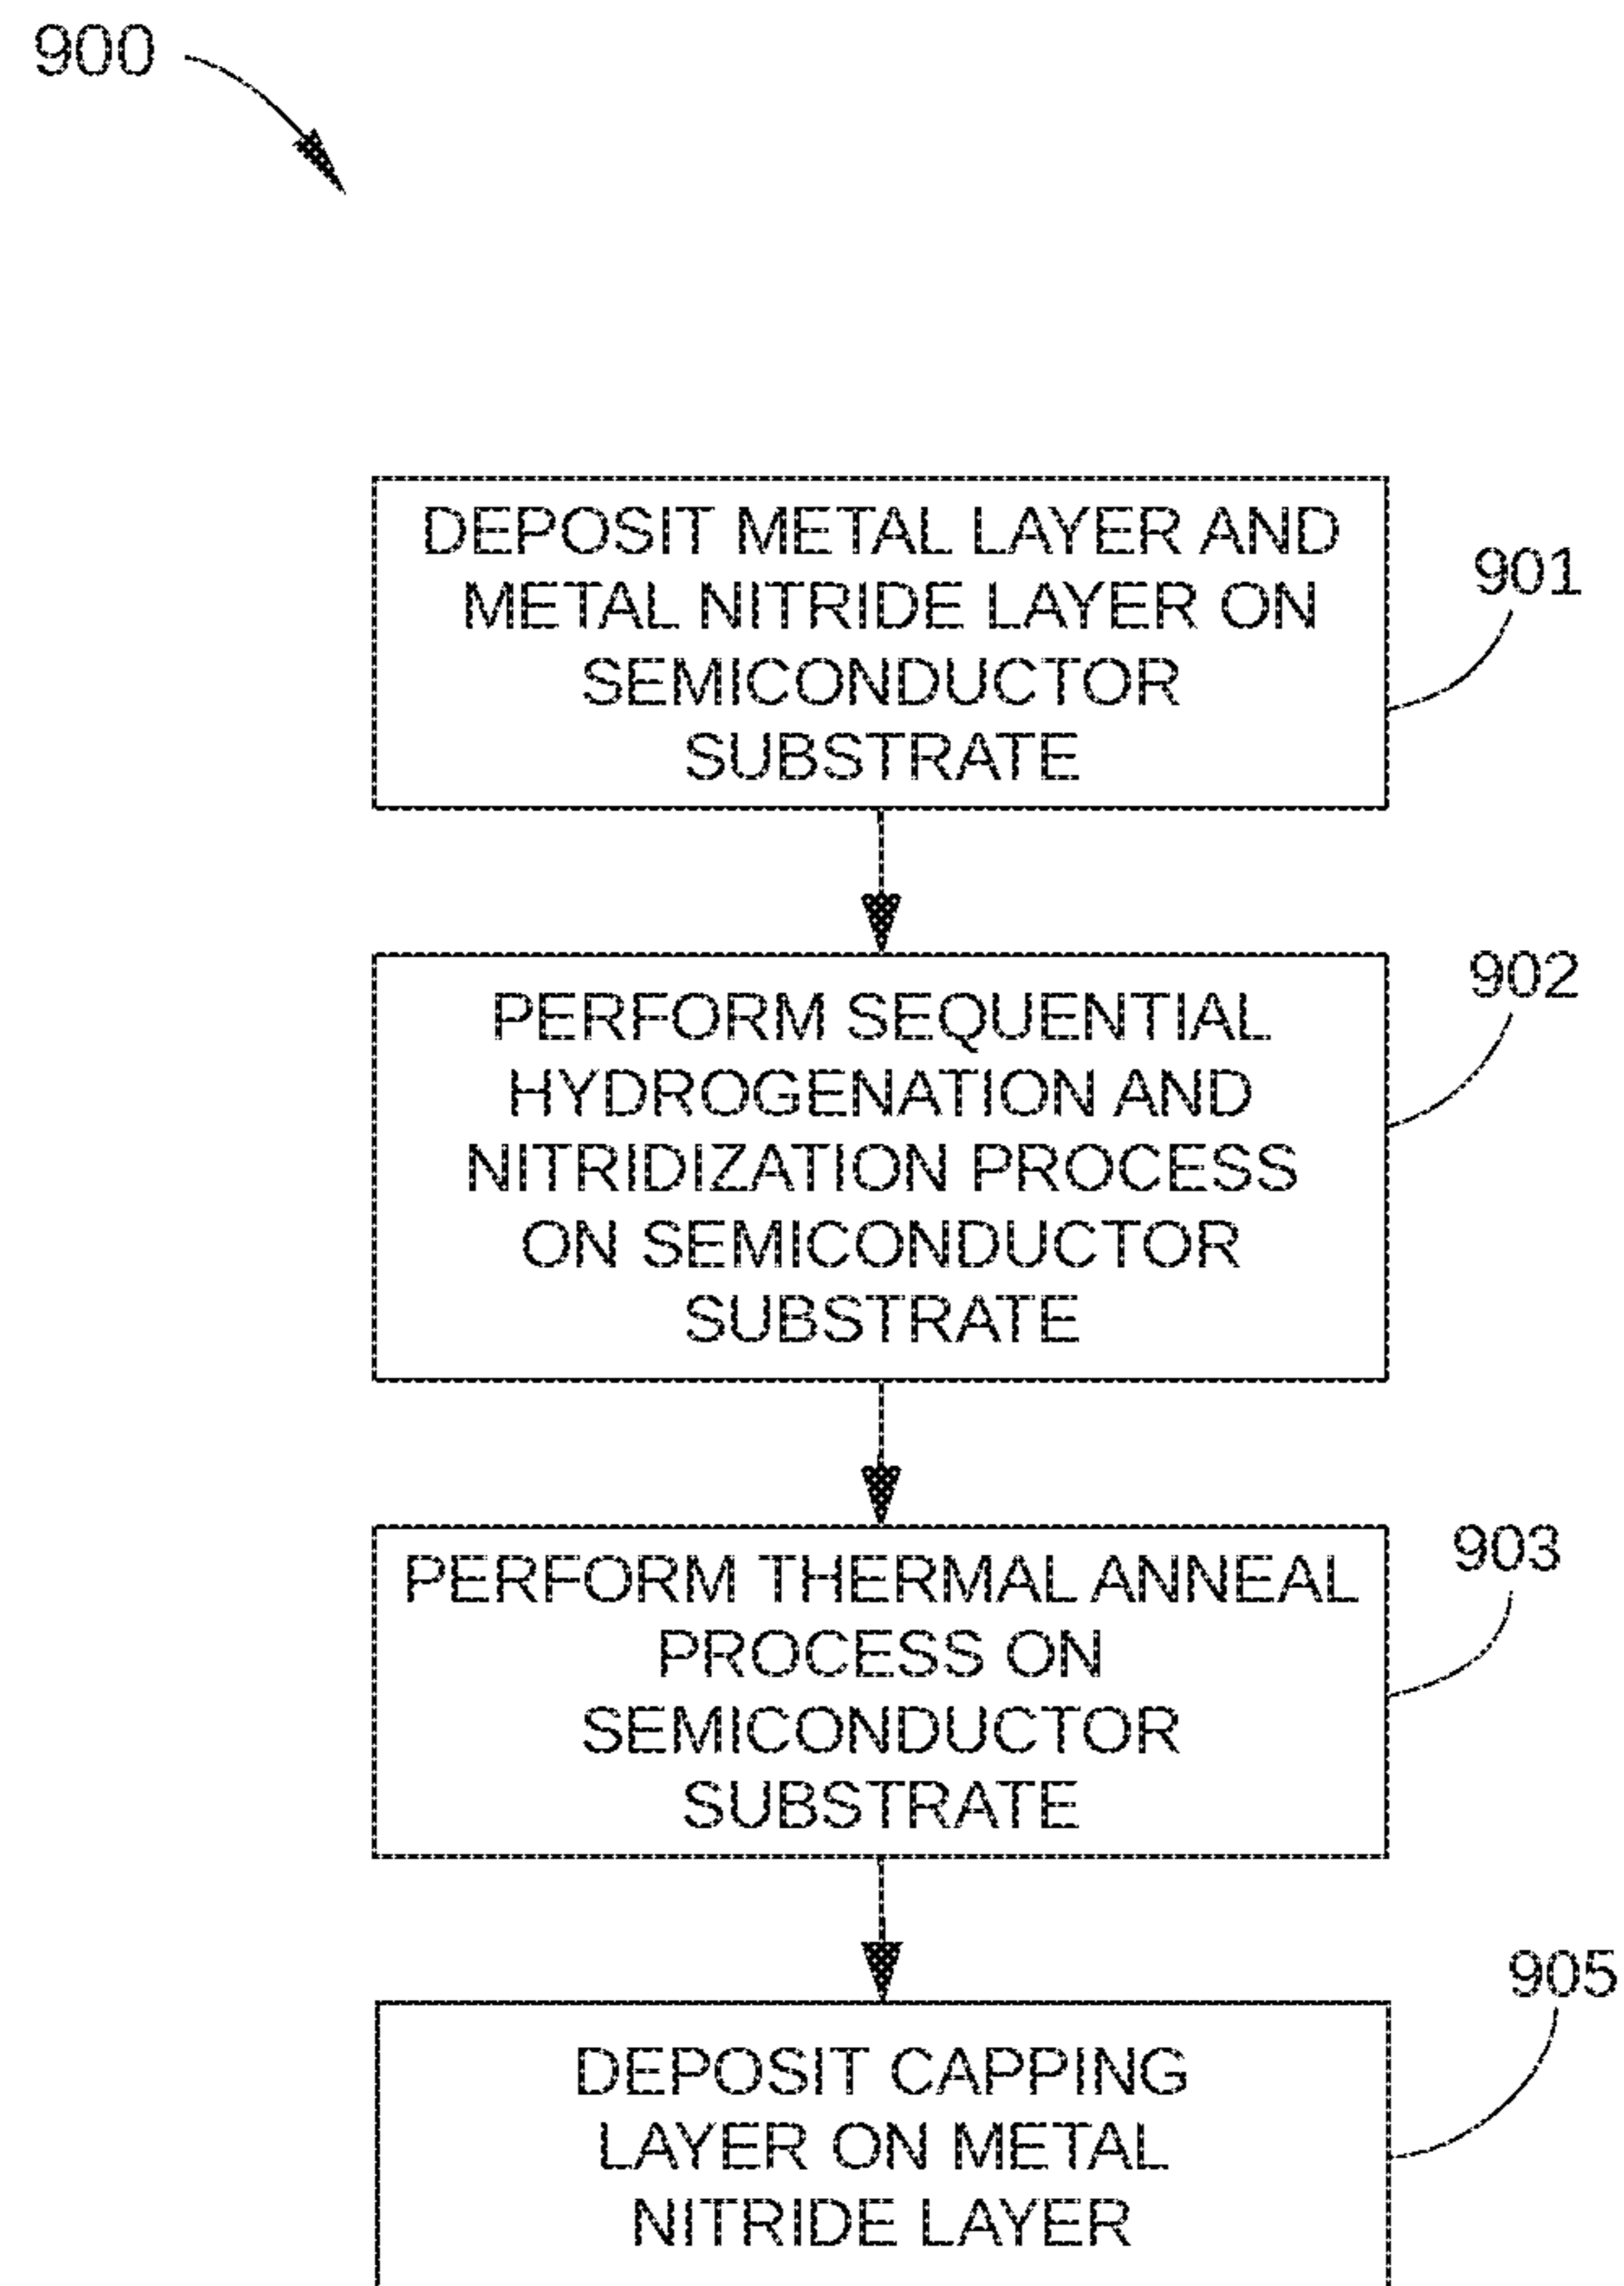 900
DEPOSIT METAL LAYER AND
METAL NITRIDE LAYER ON
SEMICONDUCTOR
SUBSTRATE
901
PERFORM SEQUENTIAL
HYDROGENATION AND
NITRIDIZATION PROCESS
ON SEMICONDUCTOR
SUBSTRATE
902
PERFORM THERMAL ANNEAL
PROCESS ON
SEMICONDUCTOR
SUBSTRATE
903
DEPOSIT CAPPING
LAYER ON METAL
NITRIDE LAYER
905